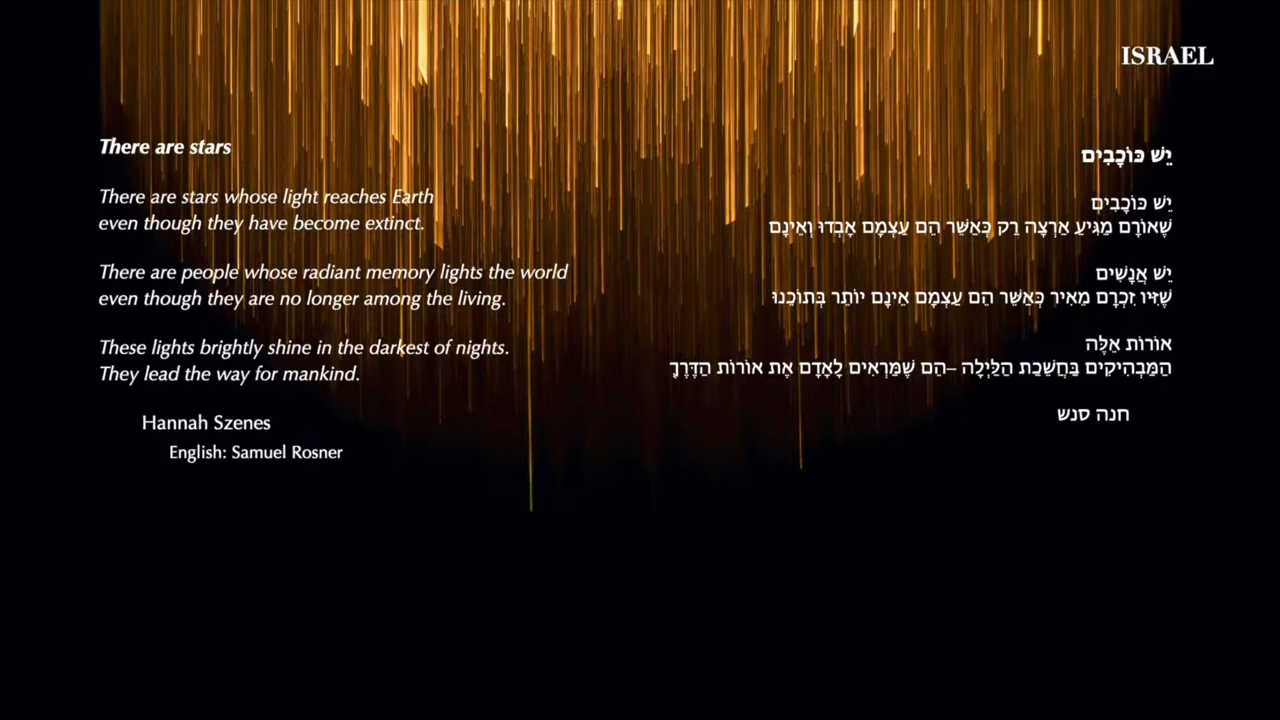 ISRAEL
There are stars
There are stars whose light reaches Earth
even though they have become extinct.
There are people whose radiant memory lights the world
even though they are no longer among the living.
These lights brightly shine in the darkest of nights.
They lead the way for mankind.
Hannah Szenes
English: Samuel Rosner
יֵשׁ כּוֹכָבִים
יֵשׁ כּוֹכָבִים
שֶׁאוֹרָם מַגִּיעַ אַרְצָה רַק כַּאֲשֶׁר הֵם עַצְמָם אָבְדוּ וְאֵינָם
יֵשׁ אֲנָשִׁים
שֶׁזִּיו זִכְרָם מֵאִיר כְּאֲשֶׁר הֵם עַצְמָם אֵינָם יוֹתֵר בְּתוֹכֵנוּ
אוֹרוֹת אֵלֶּה
הַמַּבְהִיקִים בְּחֶשְׁכַת הַלַּיְלָה –הֵם שֶׁמַּרְאִים לָאָדָם אֶת אוֹרוֹת הַדֶּרֶךְ
חנה סנש